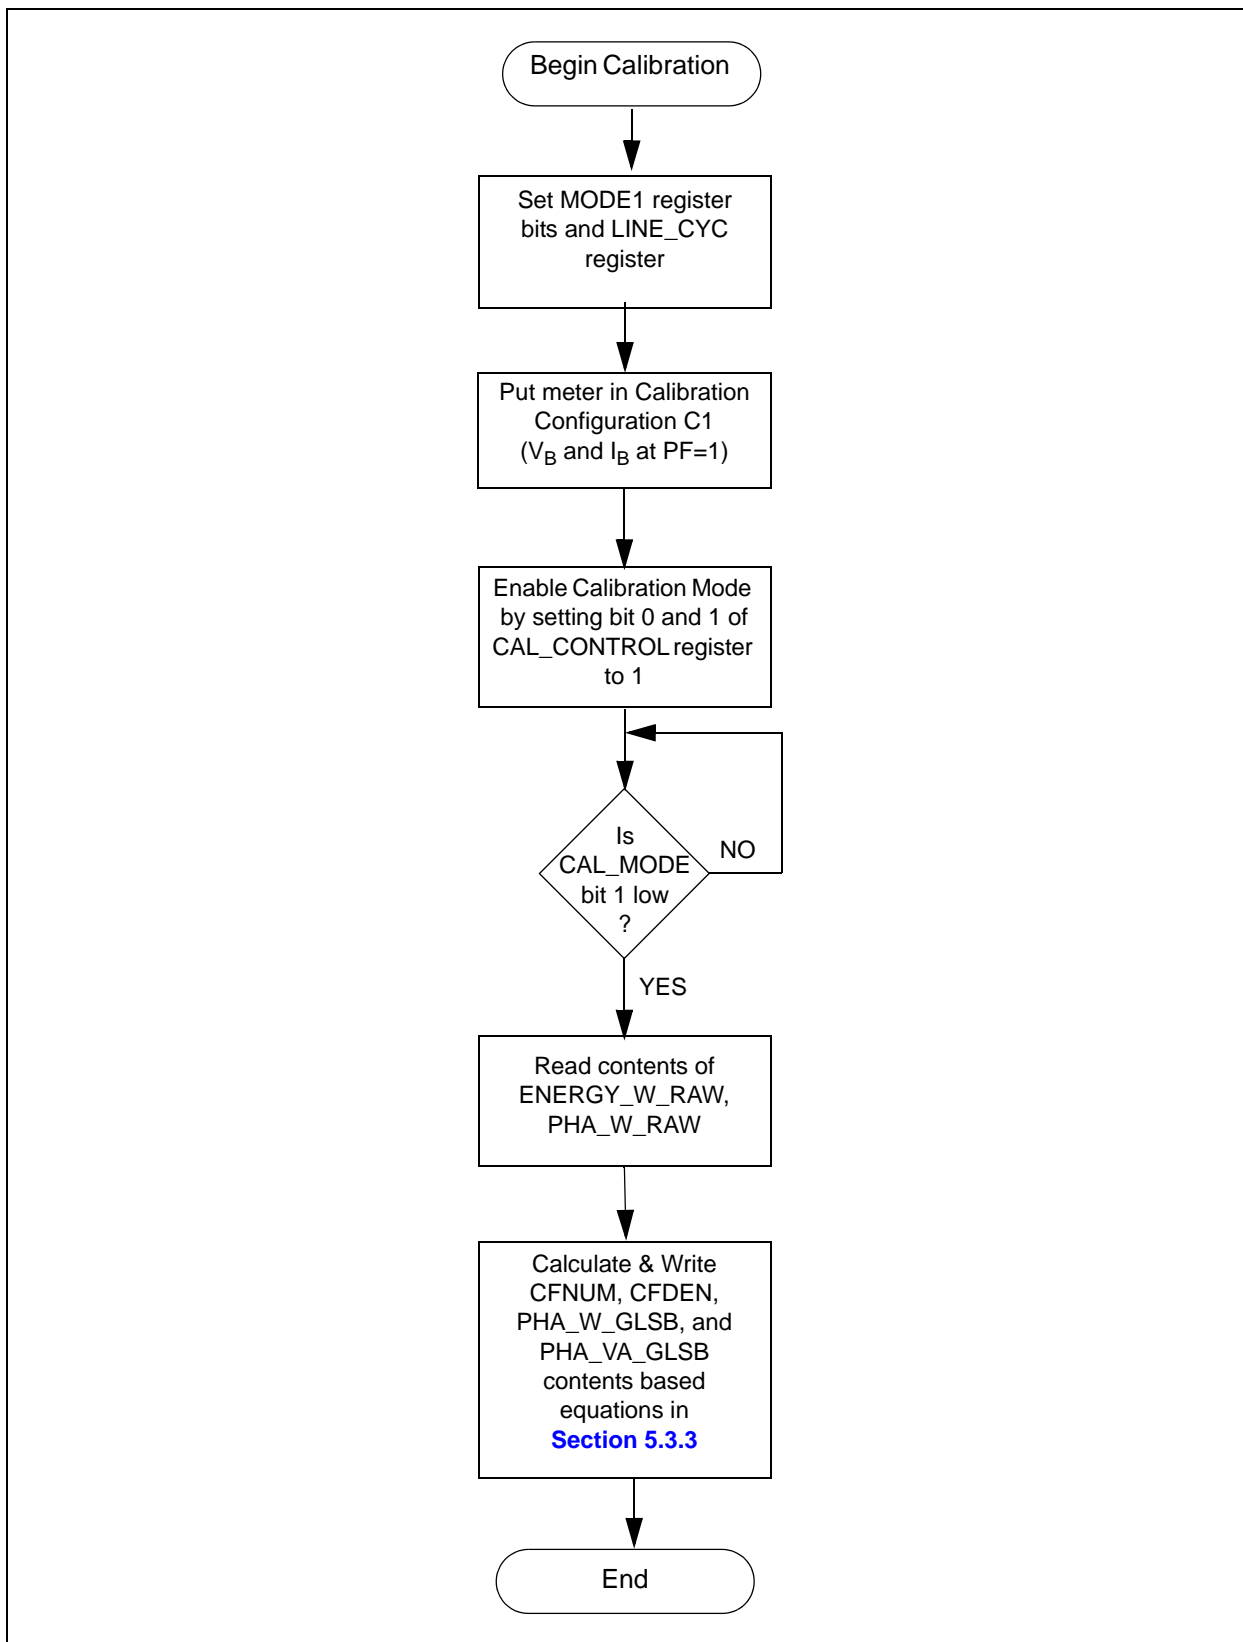 Begin Calibration
Set MODE1 register
bits and LINE_CYC
register
Put meter in Calibration
Configuration C1
(VB and IB at PF=1)
Enable Calibration Mode
by setting bit 0 and 1 of
CAL_CONTROL register
to 1
Is
CAL_MODE
bit 1 low
?
NO
YES
Read contents of
ENERGY_W_RAW,
PHA_W_RAW
Calculate & Write
CFNUM, CFDEN,
PHA_W_GLSB, and
PHA_VA_GLSB
contents based
equations in
Section 5.3.3
End